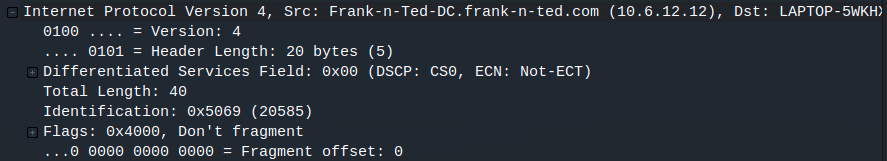 Internet Protocol Version 4, Src: Frank-n-Ted-DC.frank-n-ted.com (10.6.12.12), Dst: LAPTOP-5WKHX
0100 .... = Version: 4
.... 0101 = Header Length: 20 bytes (5)
Differentiated Services Field: 0x00 (DSCP: CS0, ECN: Not-ECT)
Total Length: 40
Identification: 0x5069 (20585)
Flags: 0x4000, Don't fragment
...0 0000 0000 0000 = Fragment offset: 0